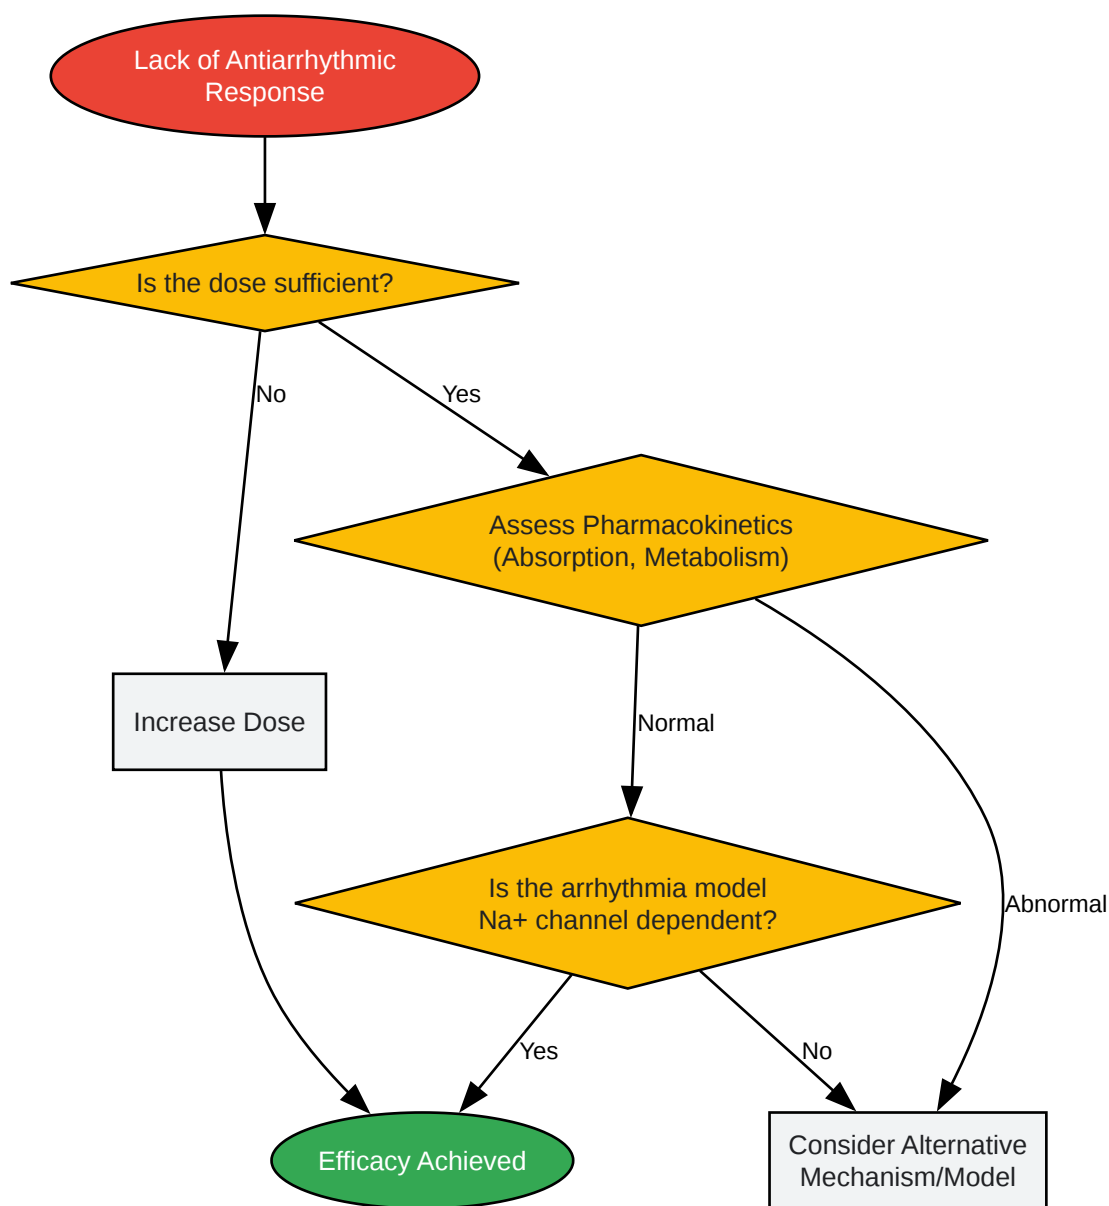 Lack of Antiarrhythmic
Response
Is the dose sufficient?
No
Yes
Assess Pharmacokinetics
(Absorption, Metabolism)
Increase Dose
Normal
Is the arrhythmia model
Na+ channel dependent?
Abnormal
Yes
No
Efficacy Achieved
Consider Alternative
Mechanism/Model